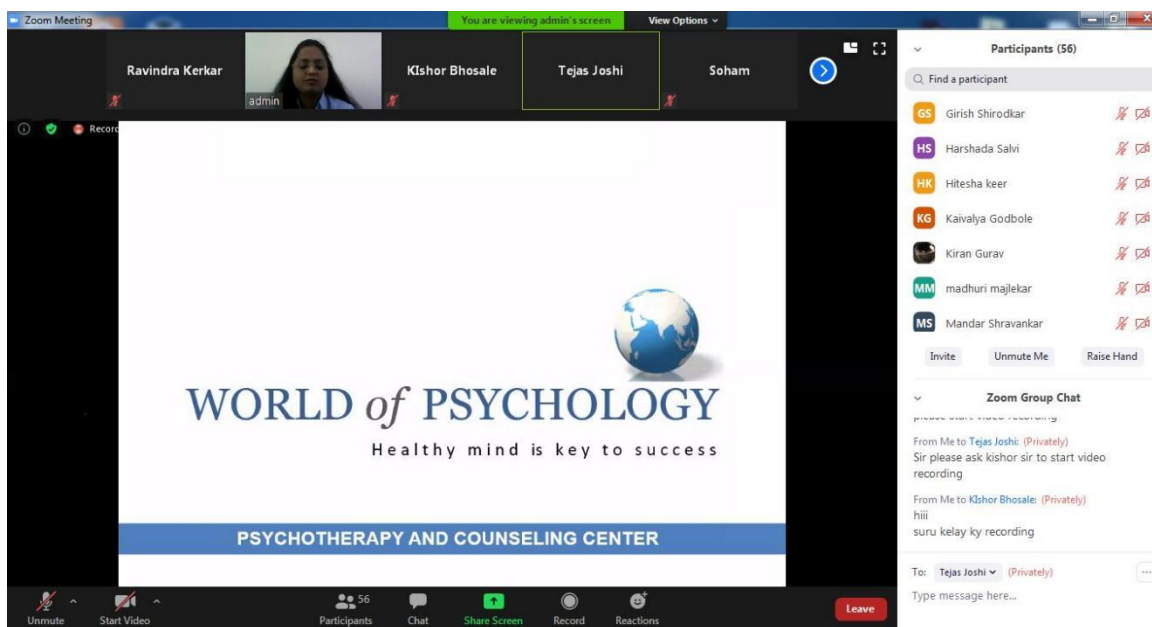 Zoom Meeting
You are viewing admin's screen
View Options
Ravindra Kerkar
admin
KIshor Bhosale
Tejas Joshi
Soham
Record
WORLD of PSYCHOLOGY
Healthy mind is key to success
PSYCHOTHERAPY AND COUNSELING CENTER
Unmute
Start Video
56
Participants
Chat
Share Screen
Record
Reactions
Leave
Participants (56)
Find a participant
GS Girish Shirodkar
HS Harshada Salvi
HK Hitesha keer
KG Kaivalya Godbole
Kiran Gurav
MM madhuri majlekar
MS Mandar Shravankar
Invite Unmute Me Raise Hand
Zoom Group Chat
please start video recording
From Me to Tejas Joshi: (Privately)
Sir please ask kishor sir to start video
recording
From Me to KIshor Bhosale: (Privately)
hiii
suru kelay ky recording
To: Tejas Joshi (Privately)
Type message here...